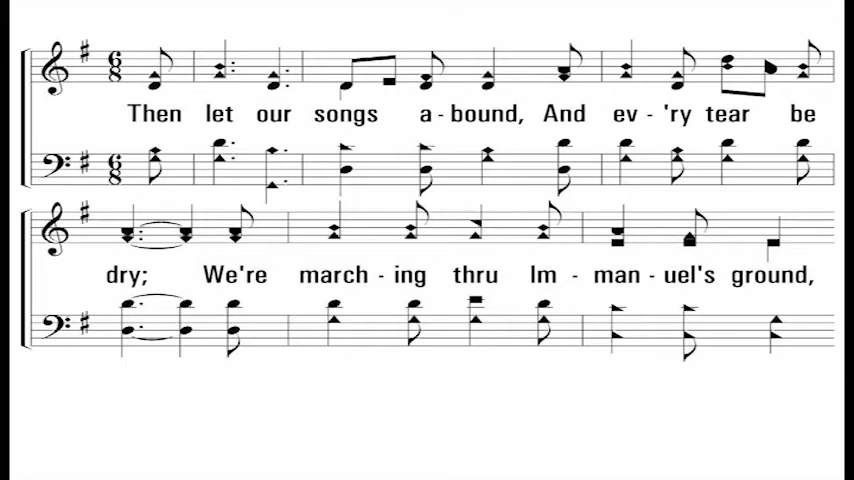 Then let our songs a - bound, And ev - 'ry tear be
dry; We're march - ing thru Im - man - uel's ground,